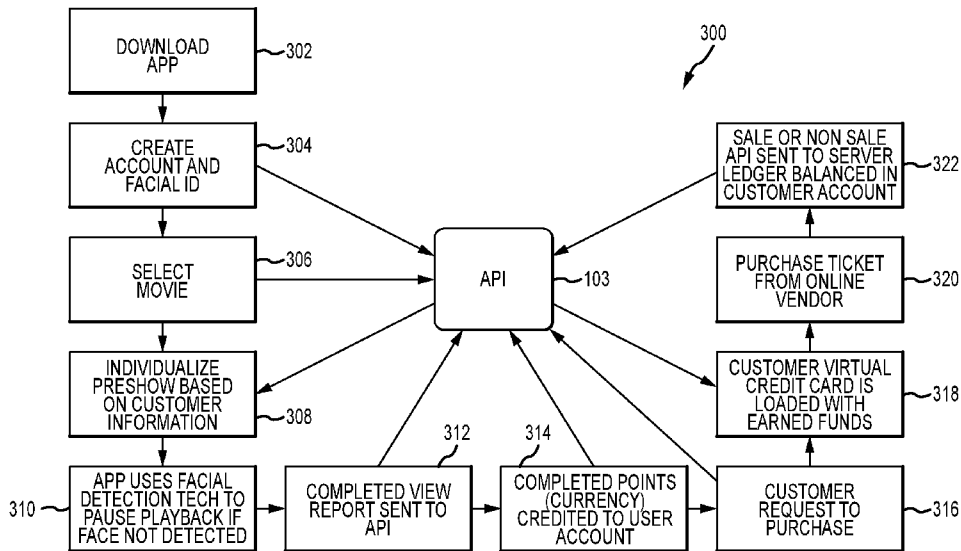 300
DOWNLOAD
APP
302
CREATE
ACCOUNT AND
FACIAL ID
304
SELECT
MOVIE
306
INDIVIDUALIZE
PRESHOW BASED
ON CUSTOMER
INFORMATION
308
310
APP USES FACIAL
DETECTION TECH TO
PAUSE PLAYBACK IF
FACE NOT DETECTED
312
COMPLETED VIEW
REPORT SENT TO
API
314
COMPLETED POINTS
(CURRENCY)
CREDITED TO USER
ACCOUNT
API
103
CUSTOMER
REQUEST TO
PURCHASE
316
CUSTOMER VIRTUAL
CREDIT CARD IS
LOADED WITH
EARNED FUNDS
318
PURCHASE TICKET
FROM ONLINE
VENDOR
320
SALE OR NON SALE
API SENT TO SERVER
LEDGER BALANCED IN
CUSTOMER ACCOUNT
322